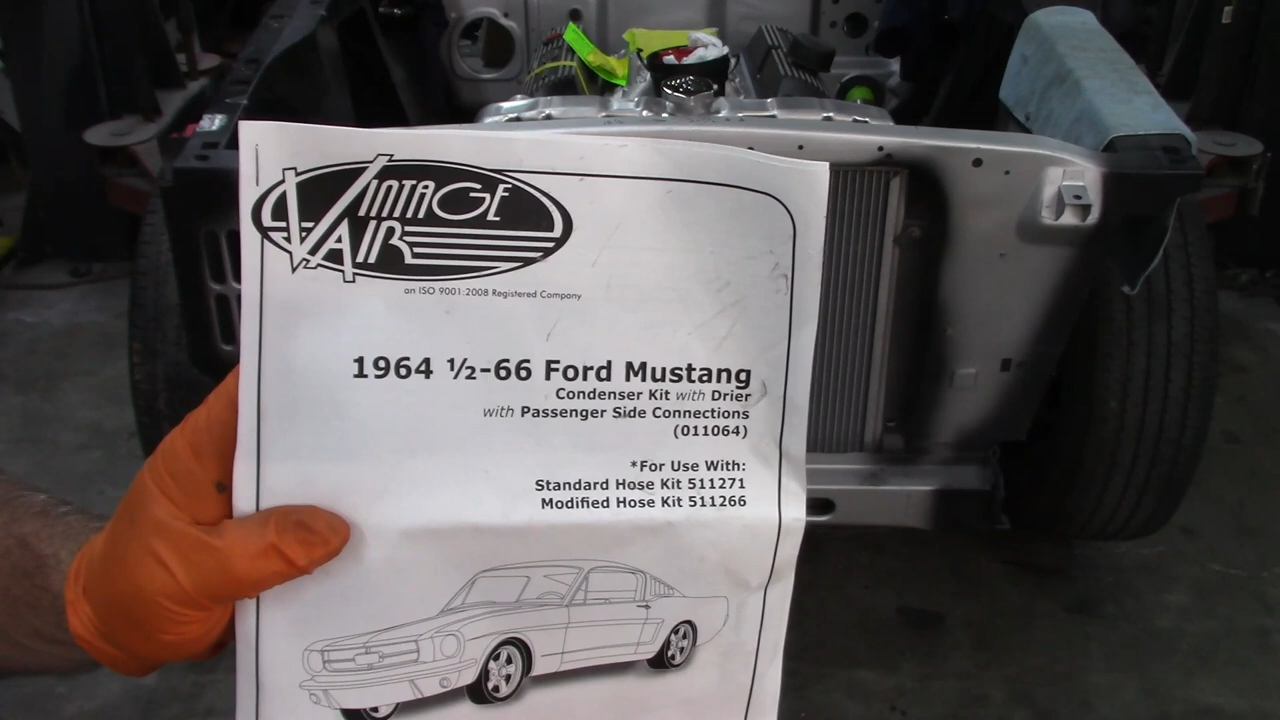 VINTAGE
AIR
an ISO 9001:2008 Registered Company
1964 ½-66 Ford Mustang
Condenser Kit with Drier
with Passenger Side Connections
(011064)
*For Use With:
Standard Hose Kit 511271
Modified Hose Kit 511266